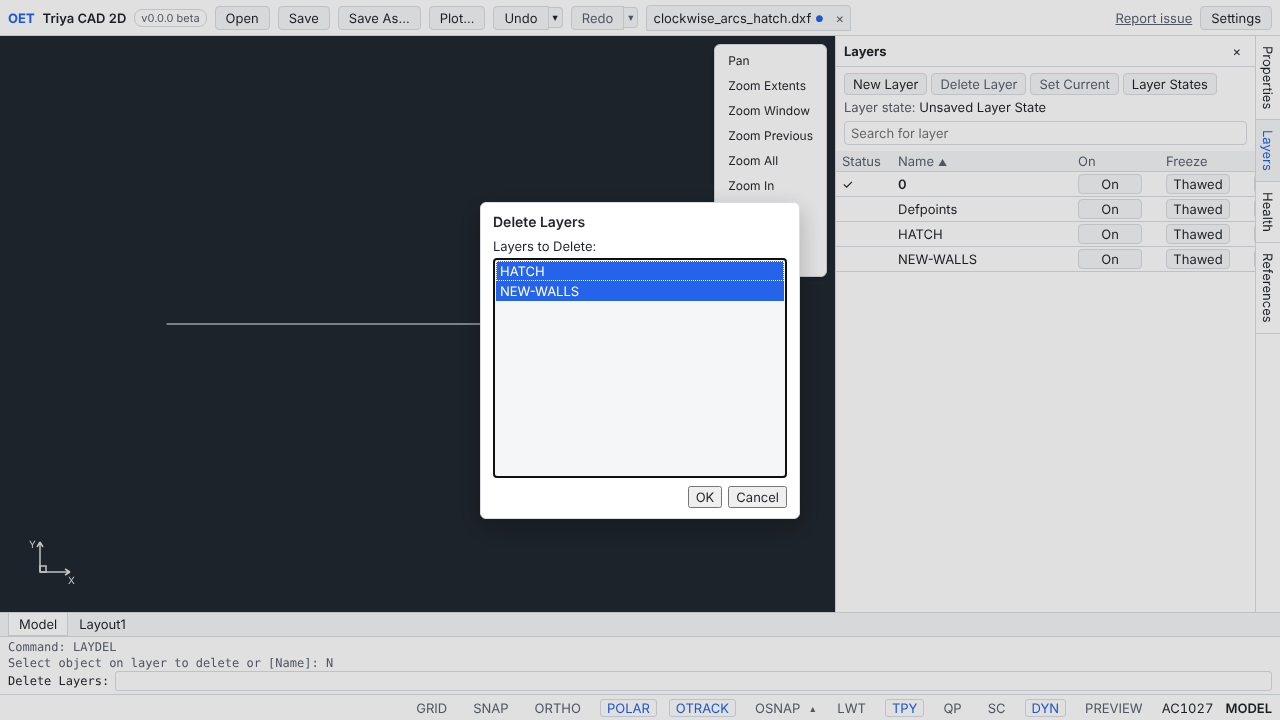 OET Triya CAD 2D v0.0.0 beta Open Save Save As... Plot... Undo ▼ Redo ▼ clockwise_arcs_hatch.dxf ● × Report issue Settings
Pan
Zoom Extents
Zoom Window
Zoom Previous
Zoom All
Zoom In
Layers ×
New Layer Delete Layer Set Current Layer States
Layer state: Unsaved Layer State
Search for layer
Status Name ▲ On Freeze
✓ 0 On Thawed
Defpoints On Thawed
HATCH On Thawed
NEW-WALLS On Thawed
Properties
Layers
Health
References
Delete Layers
Layers to Delete:
HATCH
NEW-WALLS
OK Cancel
Y
X
Model Layout1
Command: LAYDEL
Select object on layer to delete or [Name]: N
Delete Layers:
GRID SNAP ORTHO POLAR OTRACK OSNAP ▲ LWT TPY QP SC DYN PREVIEW AC1027 MODEL